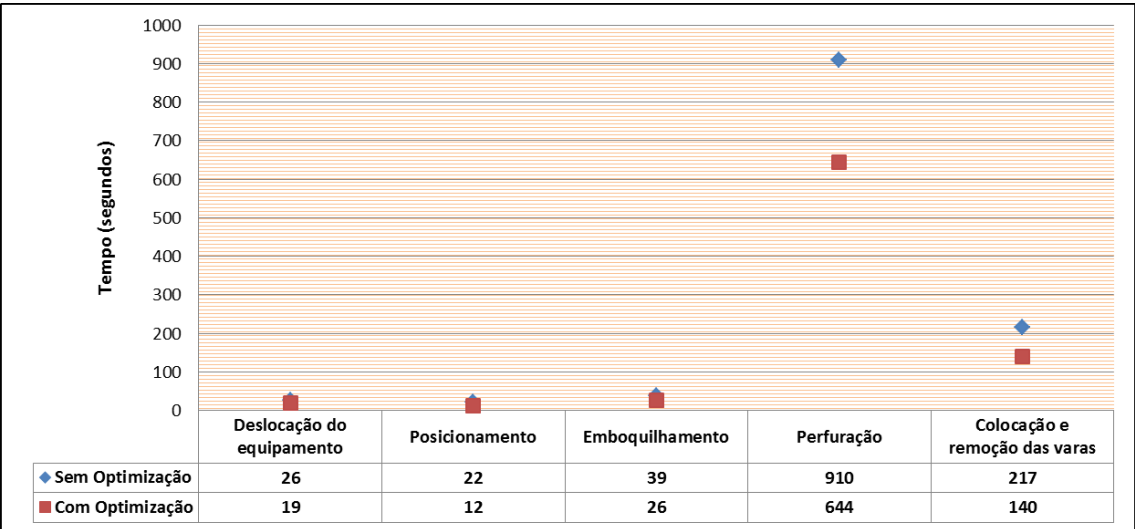 1000
900
800
700
600
500
400
300
200
100
0
Tempo (segundos)
Deslocação do
equipamento
Posicionamento
Emboquilhamento
Perfuração
Colocação e
remoção das varas
Sem Optimização 26 22 39 910 217
Com Optimização 19 12 26 644 140